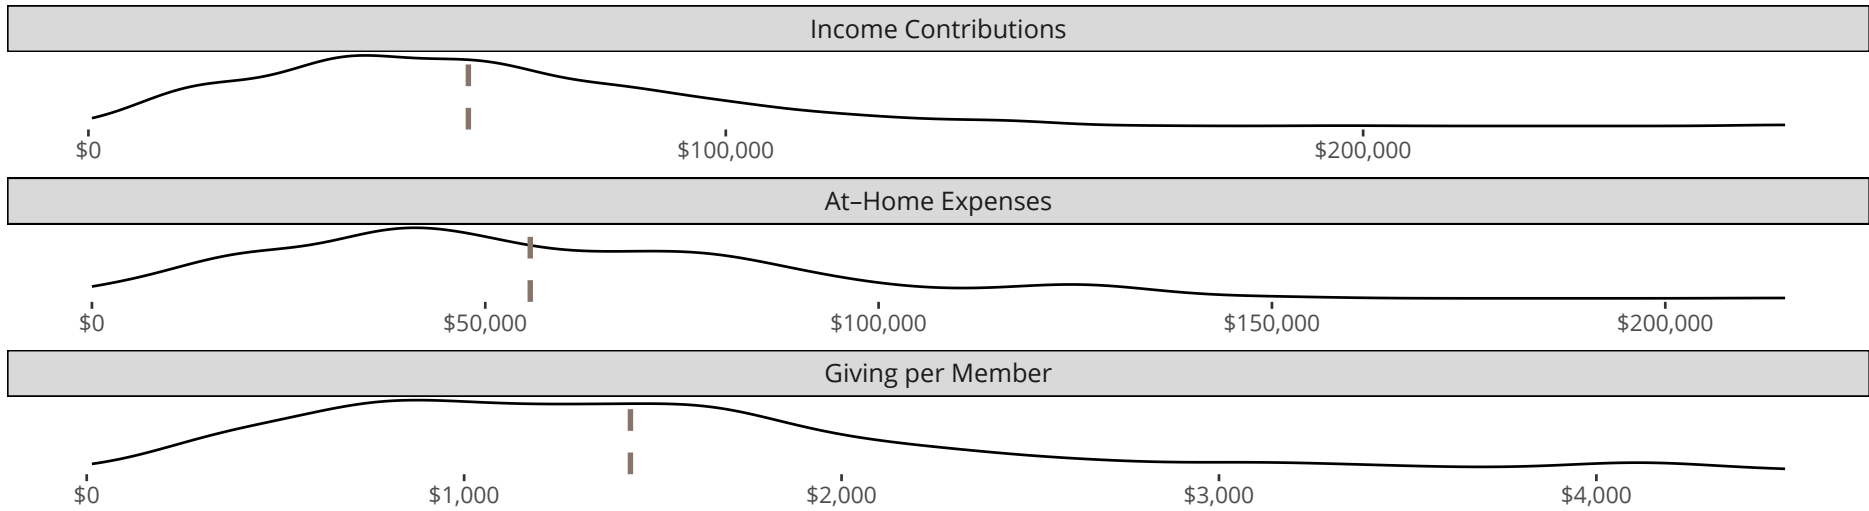 Income Contributions
$0 $100,000 $200,000
At–Home Expenses
$0 $50,000 $100,000 $150,000 $200,000
Giving per Member
$0 $1,000 $2,000 $3,000 $4,000